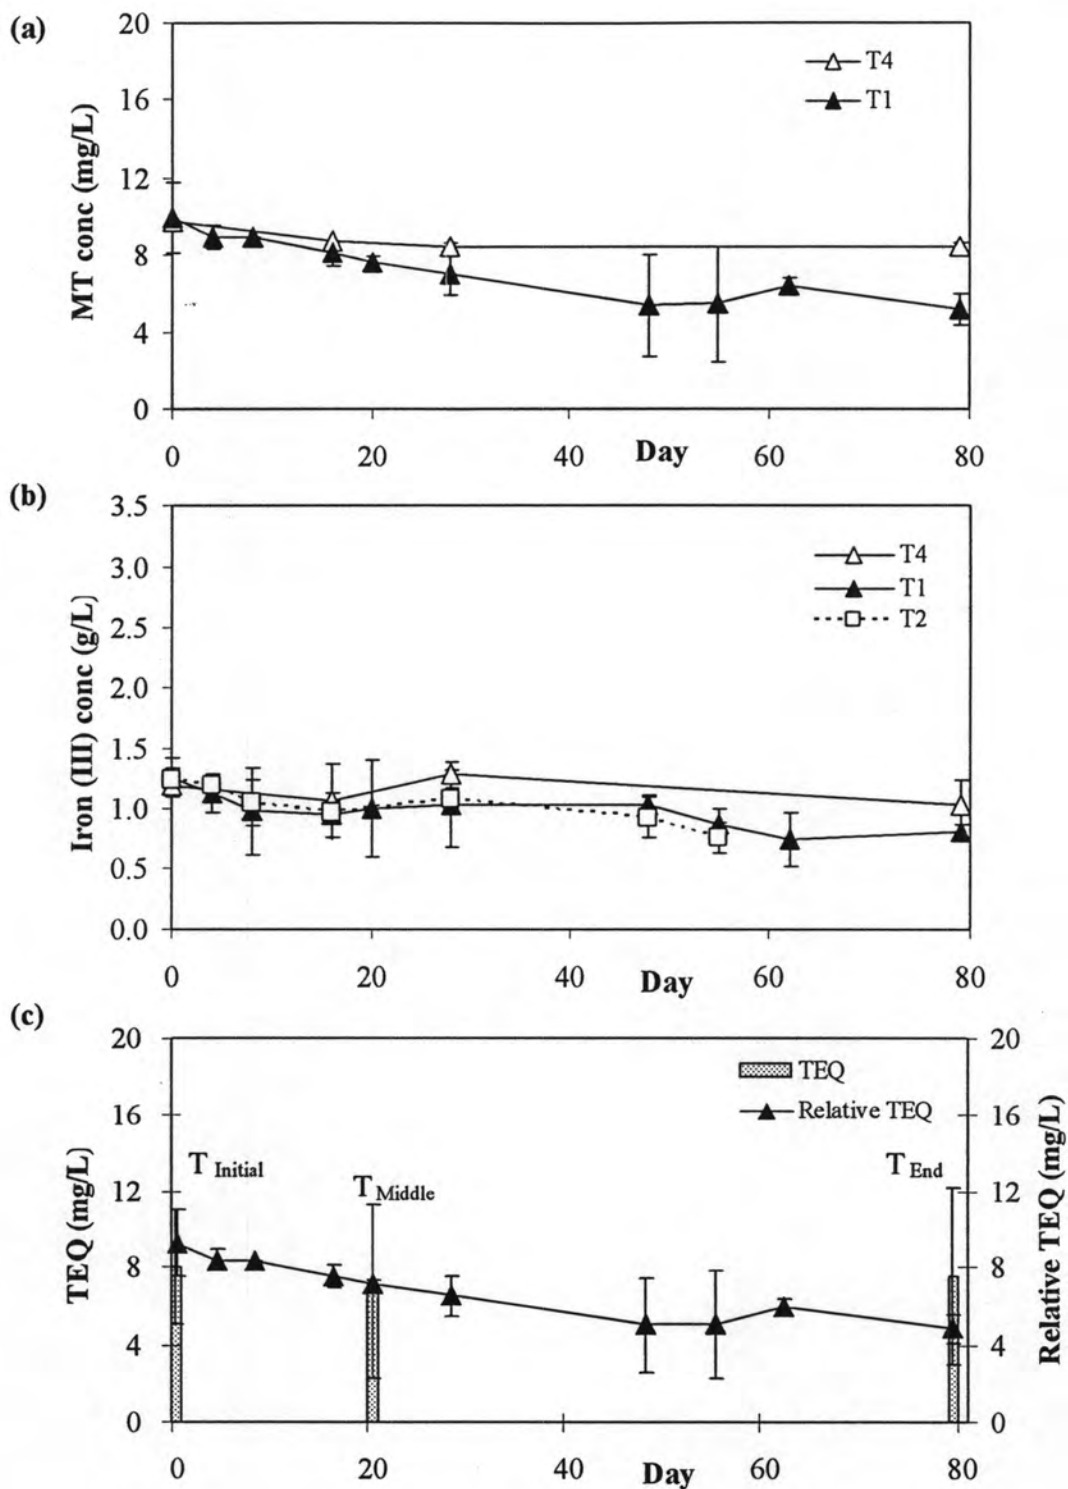 (a)
20
16
12
8
4
0
MT conc (mg/L)
T4
T1
0 20 40 60 80
Day
(b)
3.5
3.0
2.5
2.0
1.5
1.0
0.5
0.0
Iron (III) conc (g/L)
T4
T1
T2
0 20 40 60 80
Day
(c)
20
16
12
8
4
0
TEQ (mg/L)
TEQ
Relative TEQ
T Initial
T Middle
T End
20
16
12
8
4
0
Relative TEQ (mg/L)
0 20 40 60 80
Day